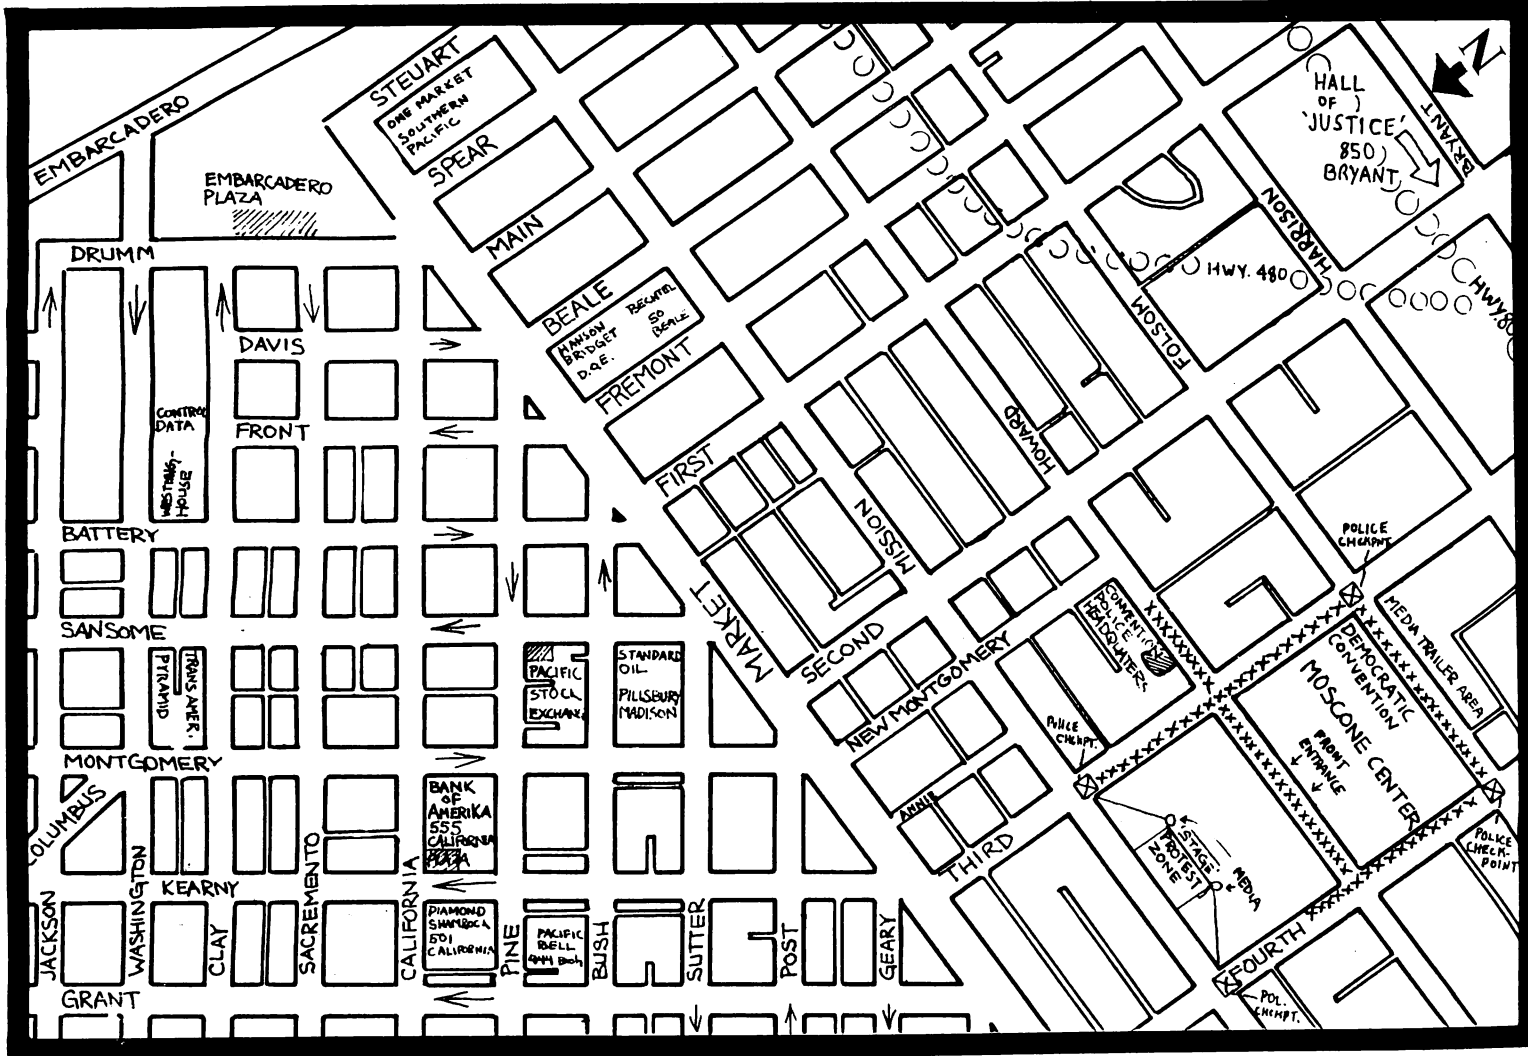 STEUART
ONE MARKET
SOUTHERN
PACIFIC
N
EMBARCADERO
HALL
OF
'JUSTICE'
850
BRYANT
BRYANT
SPEAR
EMBARCADERO
PLAZA
MAIN
HARRISON
DRUMM
HWY. 480
HWY. 80
BEALE
HANSON
BRIDGET
D.A.E.
BECHTEL
50
BEALE
FOLSOM
DAVIS
FREMONT
CONTROL
DATA
WESTING-
HOUSE
FRONT
HOWARD
FIRST
BATTERY
MISSION
POLICE
CHCKPNT.
MARKET
CONVENTION
POLICE
HEADQUATERS
MEDIA TRAILER AREA
SANSOME
SECOND
DEMOCRATIC
CONVENTION
MOSCONE CENTER
FRONT
ENTRANCE
TRANS AMER.
PYRAMID
PACIFIC
STOCK
EXCHANG
STANDARD
OIL
PILLSBURY
MADISON
NEW MONTGOMERY
POLICE
CHCKPT.
MONTGOMERY
COLUMBUS
BANK
OF
AMERIKA
555
CALIFORNIA
PLAZA
ANNIE
THIRD
STAGE
PROTEST
ZONE
MEDIA
POLICE
CHECK-
POINT
KEARNY
JACKSON
WASHINGTON
CLAY
SACREMENTO
CALIFORNIA
DIAMOND
SHAMROCK
501
CALIFORNIA
PINE
PACIFIC
BELL
BUSH
SUTTER
POST
GEARY
FOURTH
POL.
CHCKPT.
GRANT